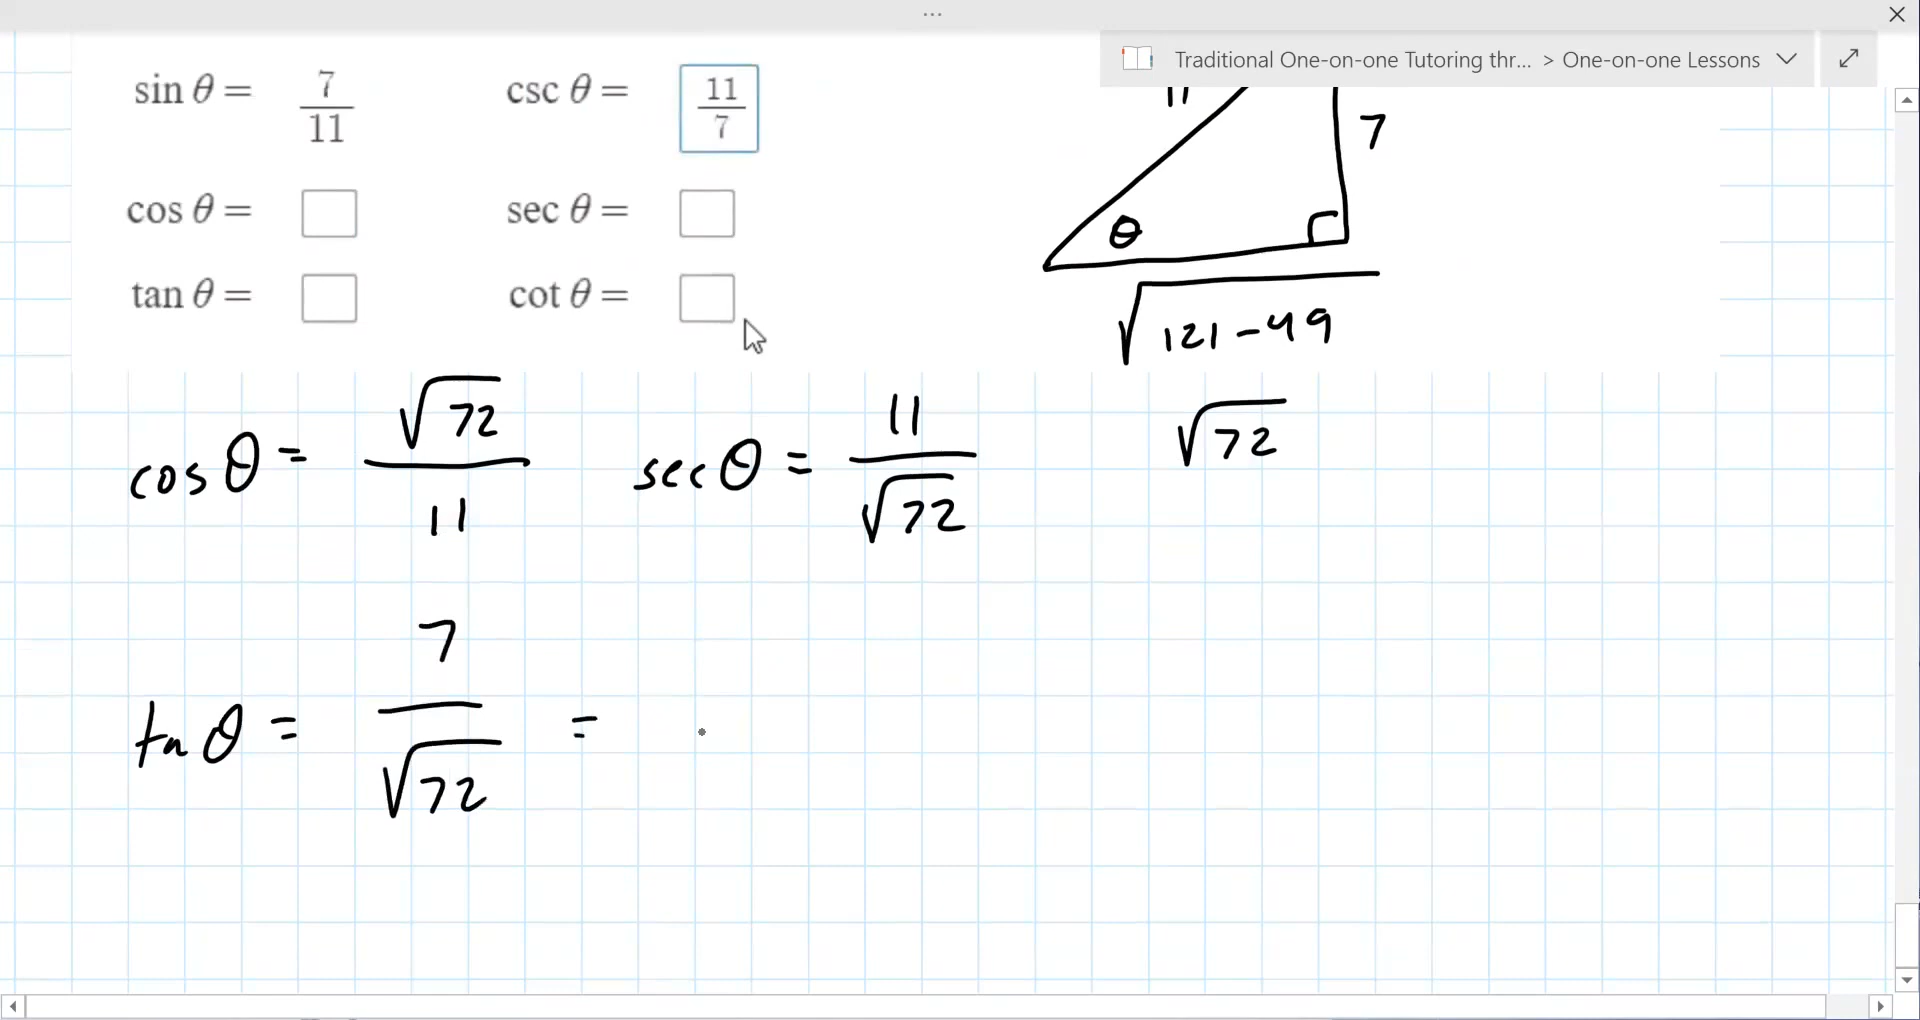 ...
Traditional One-on-one Tutoring thr... > One-on-one Lessons
sin θ = 7/11 csc θ = 11/7
11
7
cos θ = sec θ =
θ
tan θ = cot θ =
√121-49
cos θ = √72/11 sec θ = 11/√72
√72
tan θ = 7/√72 =